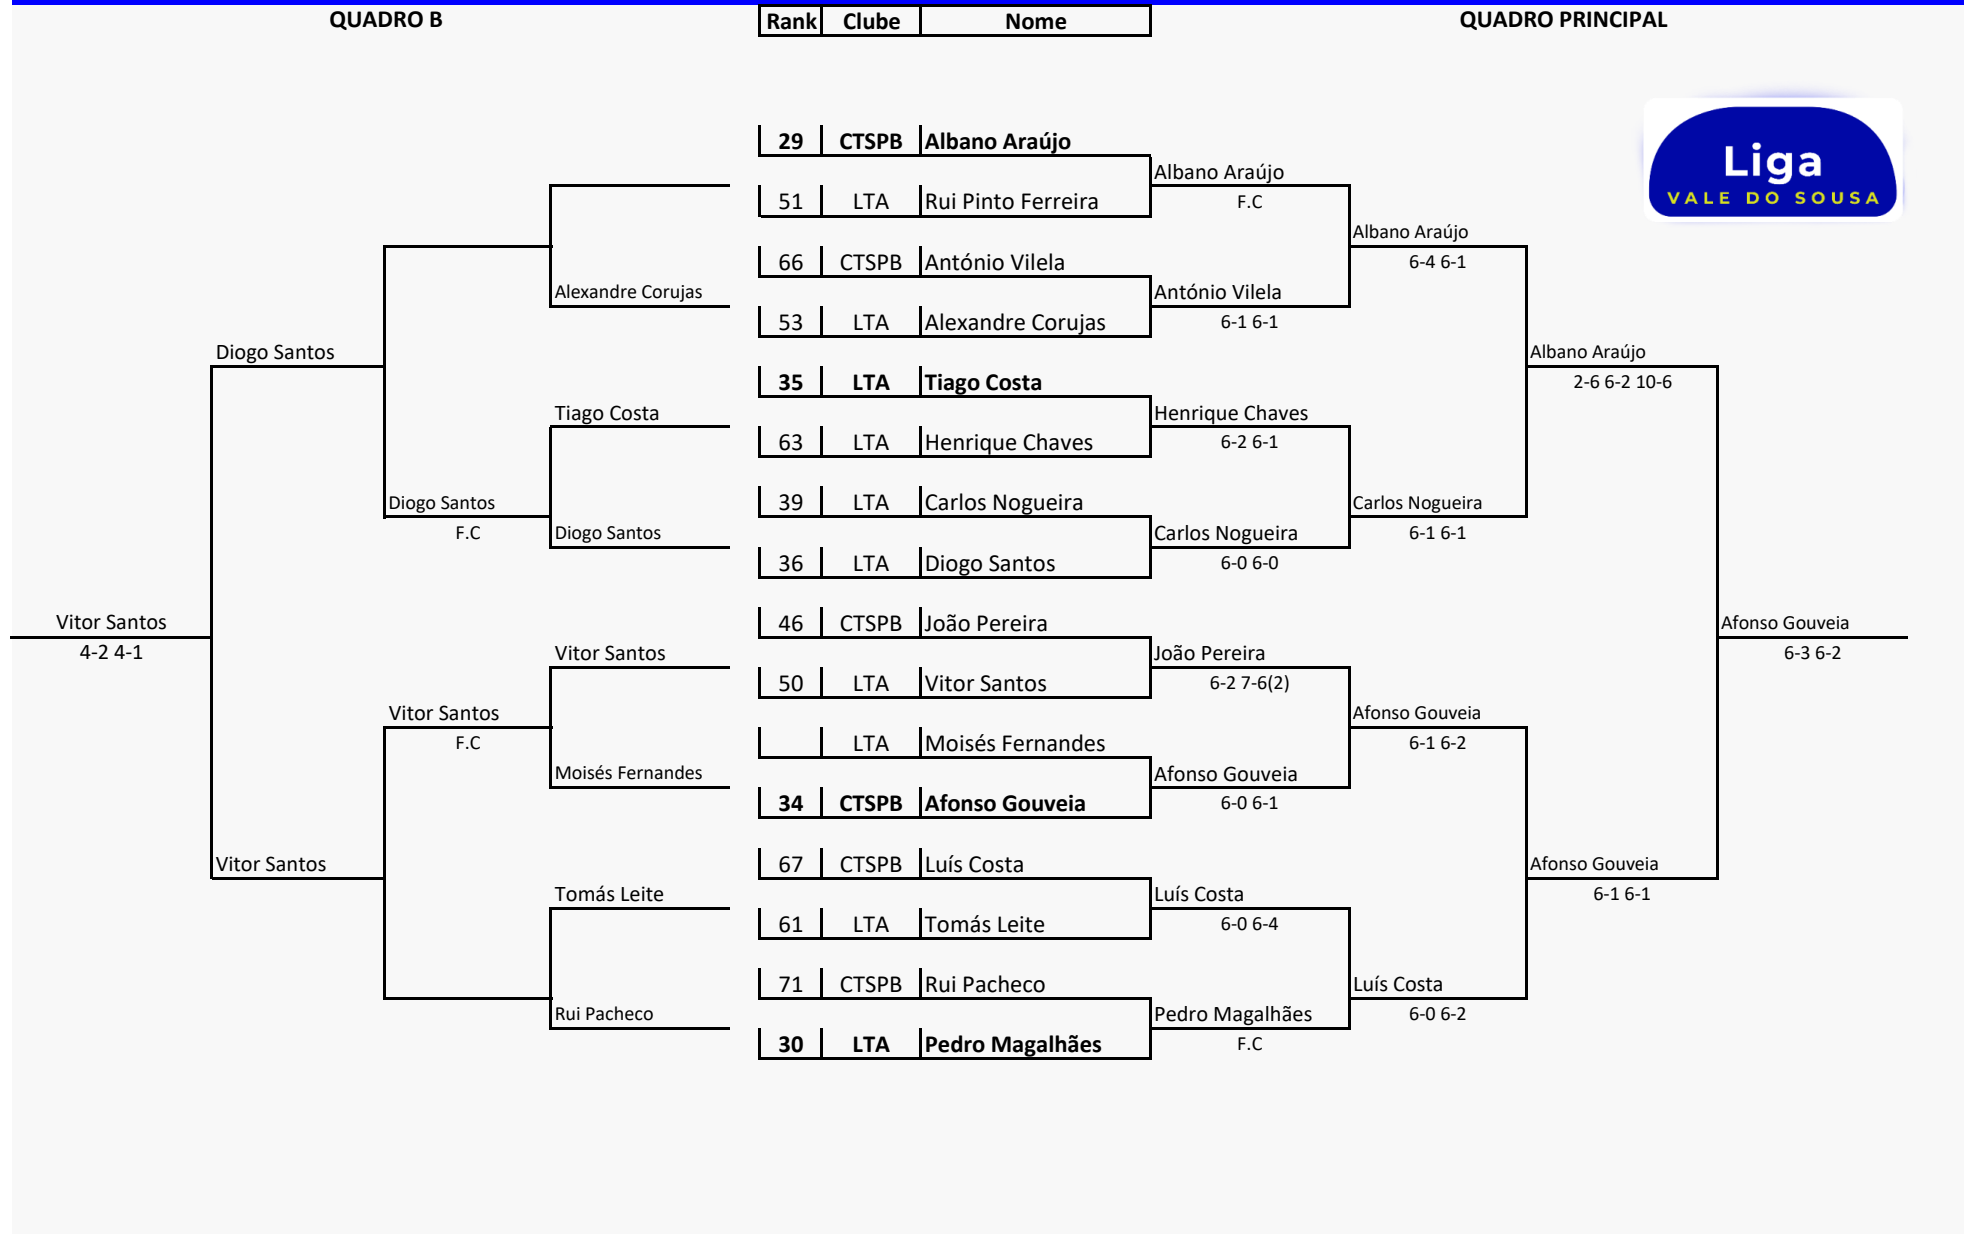 QUADRO B
Rank Clube Nome
QUADRO PRINCIPAL
Liga
VALE DO SOUSA
29 CTSPB Albano Araújo
51 LTA Rui Pinto Ferreira
66 CTSPB António Vilela
53 LTA Alexandre Corujas
35 LTA Tiago Costa
63 LTA Henrique Chaves
39 LTA Carlos Nogueira
36 LTA Diogo Santos
46 CTSPB João Pereira
50 LTA Vitor Santos
LTA Moisés Fernandes
34 CTSPB Afonso Gouveia
67 CTSPB Luís Costa
61 LTA Tomás Leite
71 CTSPB Rui Pacheco
30 LTA Pedro Magalhães
Albano Araújo
F.C
António Vilela
6-1 6-1
Henrique Chaves
6-2 6-1
Carlos Nogueira
6-0 6-0
João Pereira
6-2 7-6(2)
Afonso Gouveia
6-0 6-1
Luís Costa
6-0 6-4
Pedro Magalhães
F.C
Albano Araújo
6-4 6-1
Carlos Nogueira
6-1 6-1
Afonso Gouveia
6-1 6-2
Luís Costa
6-0 6-2
Albano Araújo
2-6 6-2 10-6
Afonso Gouveia
6-1 6-1
Afonso Gouveia
6-3 6-2
Alexandre Corujas
Tiago Costa
Diogo Santos
Vitor Santos
Moisés Fernandes
Tomás Leite
Rui Pacheco
Diogo Santos
F.C
Vitor Santos
F.C
Diogo Santos
Vitor Santos
Vitor Santos
4-2 4-1